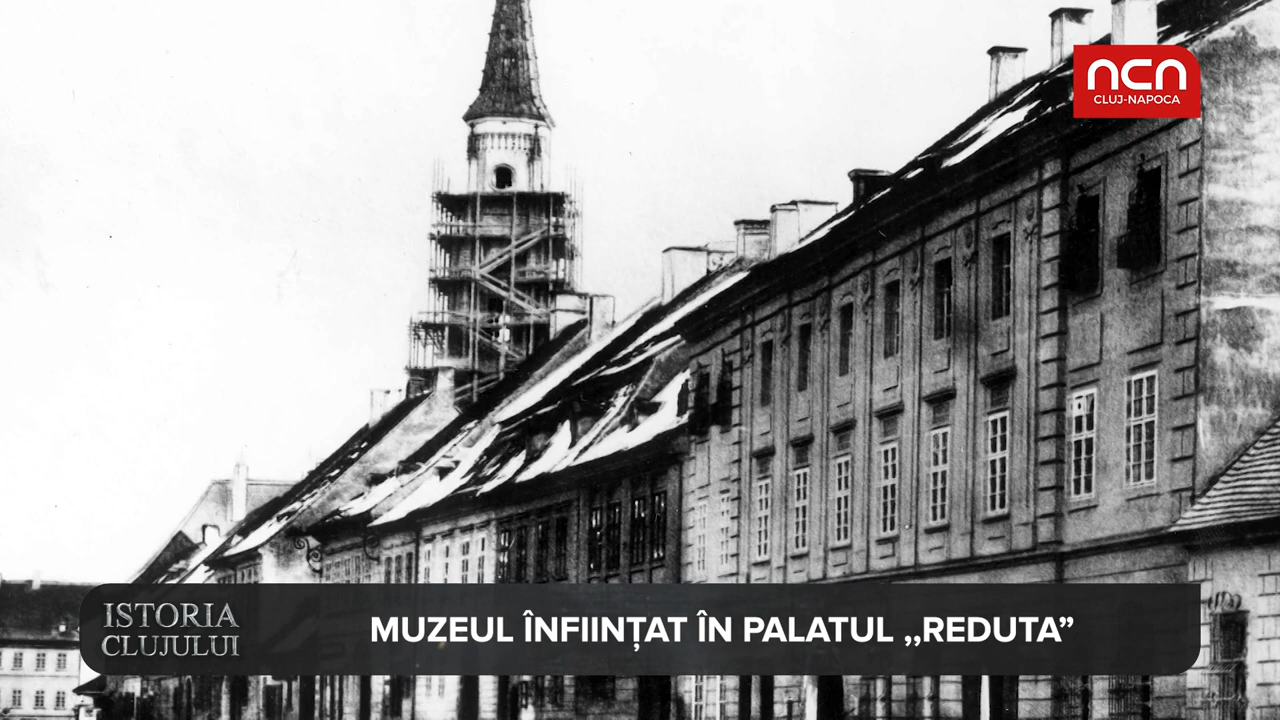 ncn
CLUJ-NAPOCA
ISTORIA
CLUJULUI
MUZEUL ÎNFIINȚAT ÎN PALATUL ,,REDUTA”